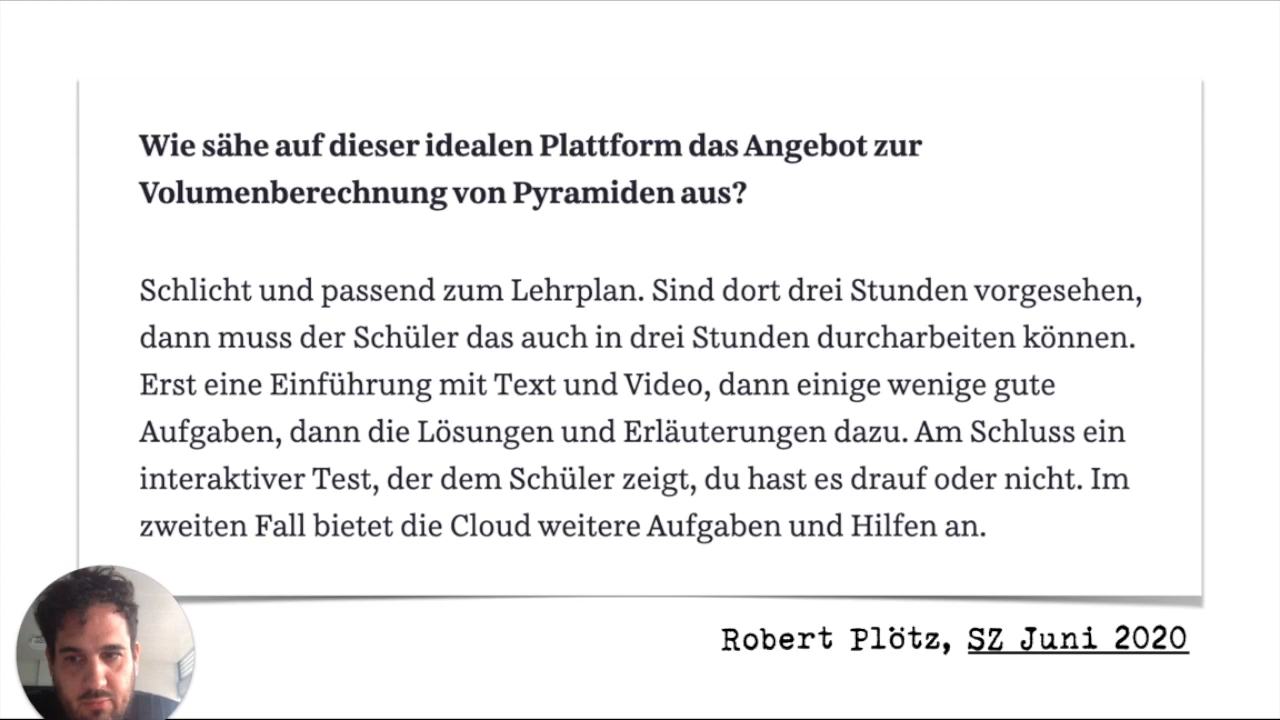 Wie sähe auf dieser idealen Plattform das Angebot zur
Volumenberechnung von Pyramiden aus?
Schlicht und passend zum Lehrplan. Sind dort drei Stunden vorgesehen,
dann muss der Schüler das auch in drei Stunden durcharbeiten können.
Erst eine Einführung mit Text und Video, dann einige wenige gute
Aufgaben, dann die Lösungen und Erläuterungen dazu. Am Schluss ein
interaktiver Test, der dem Schüler zeigt, du hast es drauf oder nicht. Im
zweiten Fall bietet die Cloud weitere Aufgaben und Hilfen an.
Robert Plötz, SZ Juni 2020